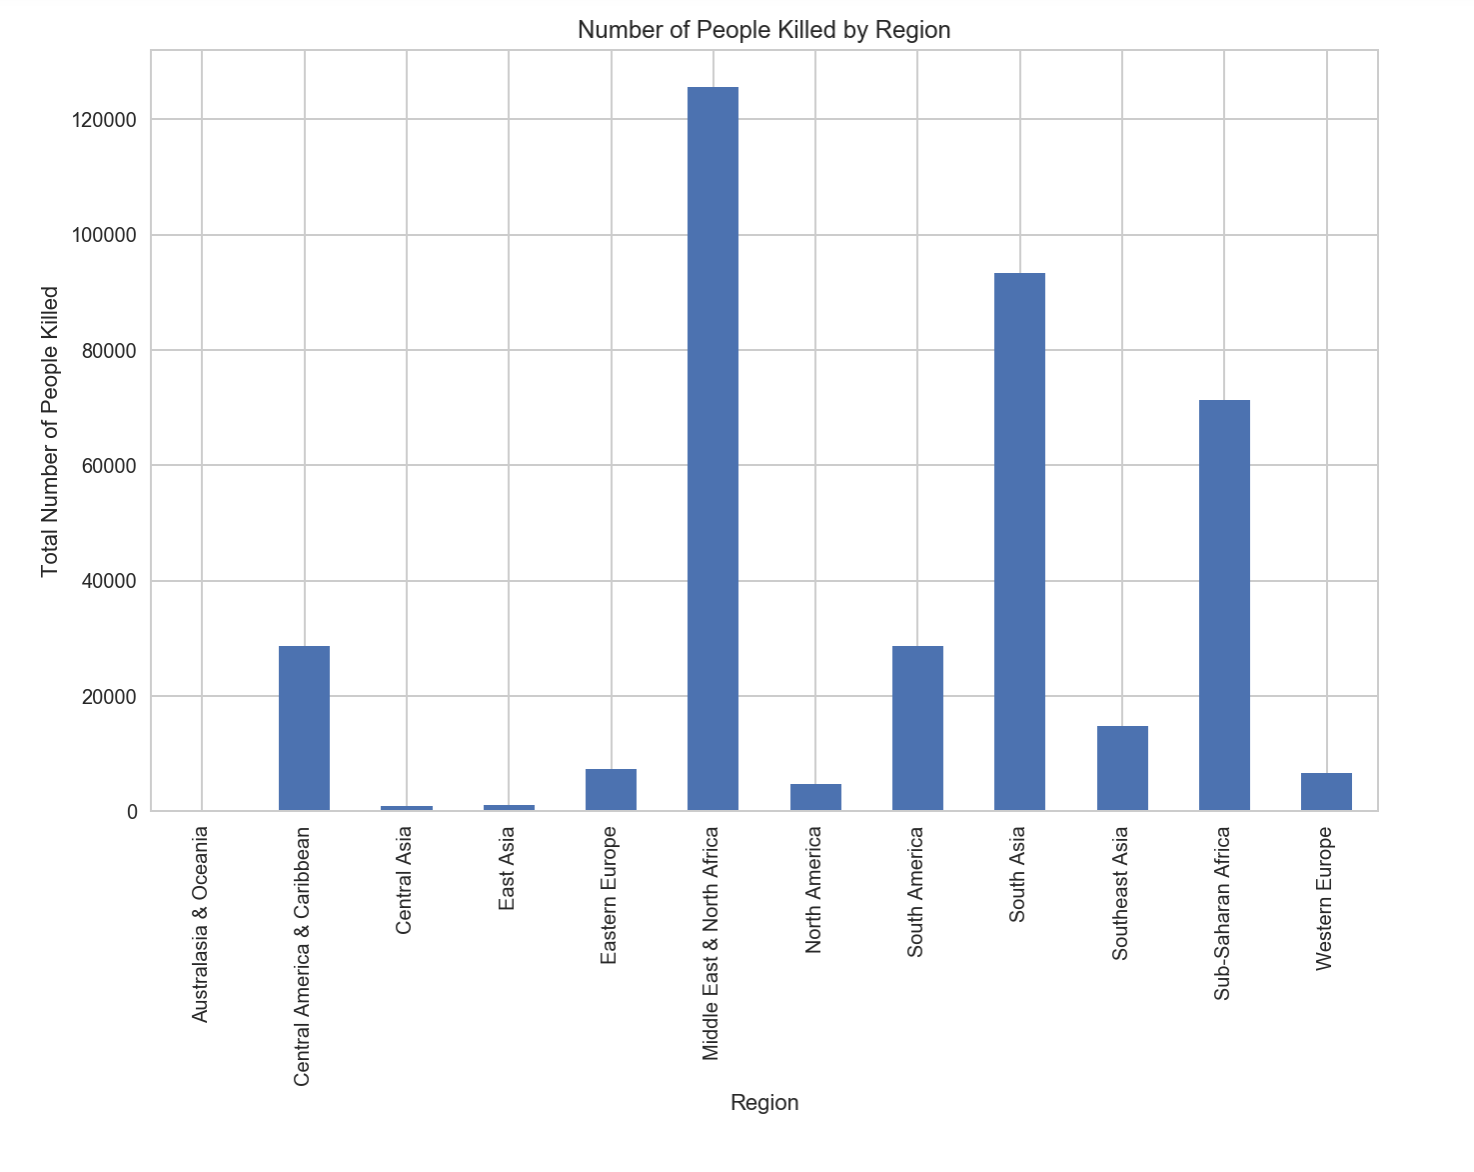 Number of People Killed by Region
Total Number of People Killed
120000
100000
80000
60000
40000
20000
0
Australasia & Oceania
Central America & Caribbean
Central Asia
East Asia
Eastern Europe
Middle East & North Africa
North America
South America
South Asia
Southeast Asia
Sub-Saharan Africa
Western Europe
Region